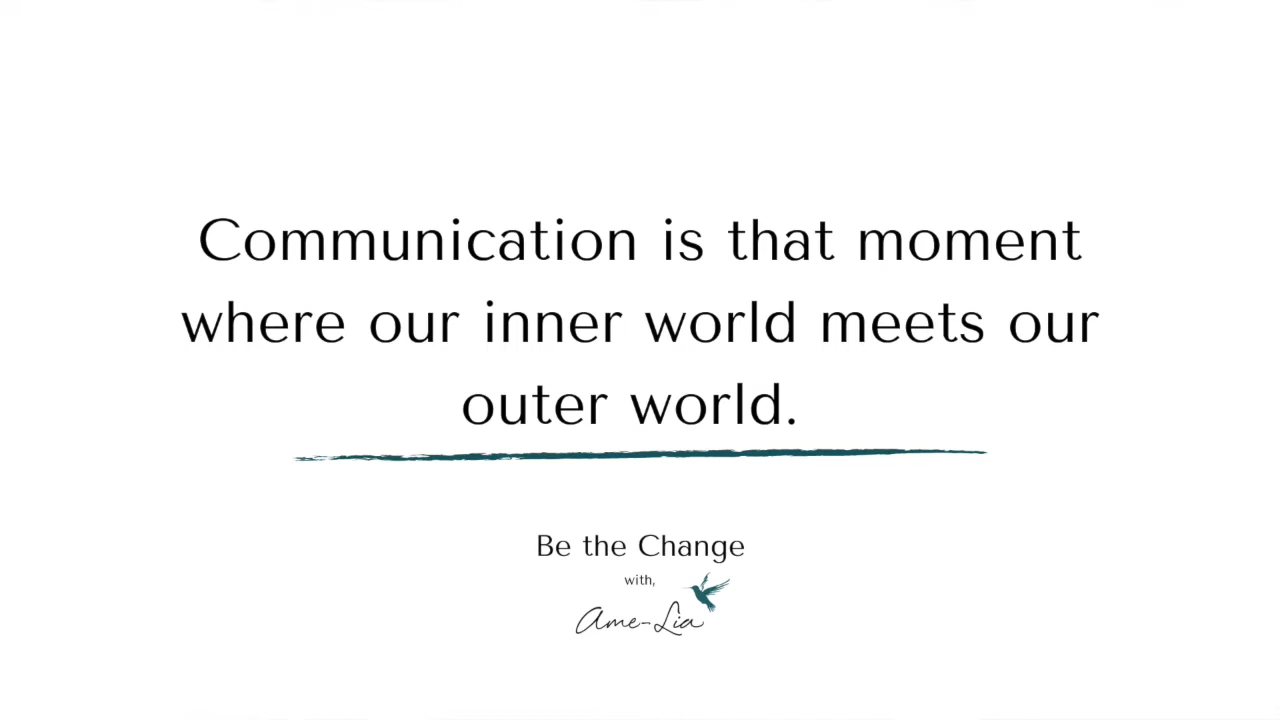 Communication is that moment
where our inner world meets our
outer world.
Be the Change
with,
Ame-Lia